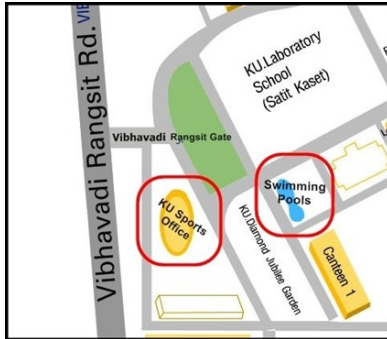 VIE
KU.Laboratory
School
(Satit Kaset)
Vibhavadi Rangsit Rd.
Vibhavadi Rangsit Gate
KU Sports
Office
Swimming
Pools
KU Diamond Jubilee Garden
Canteen 1